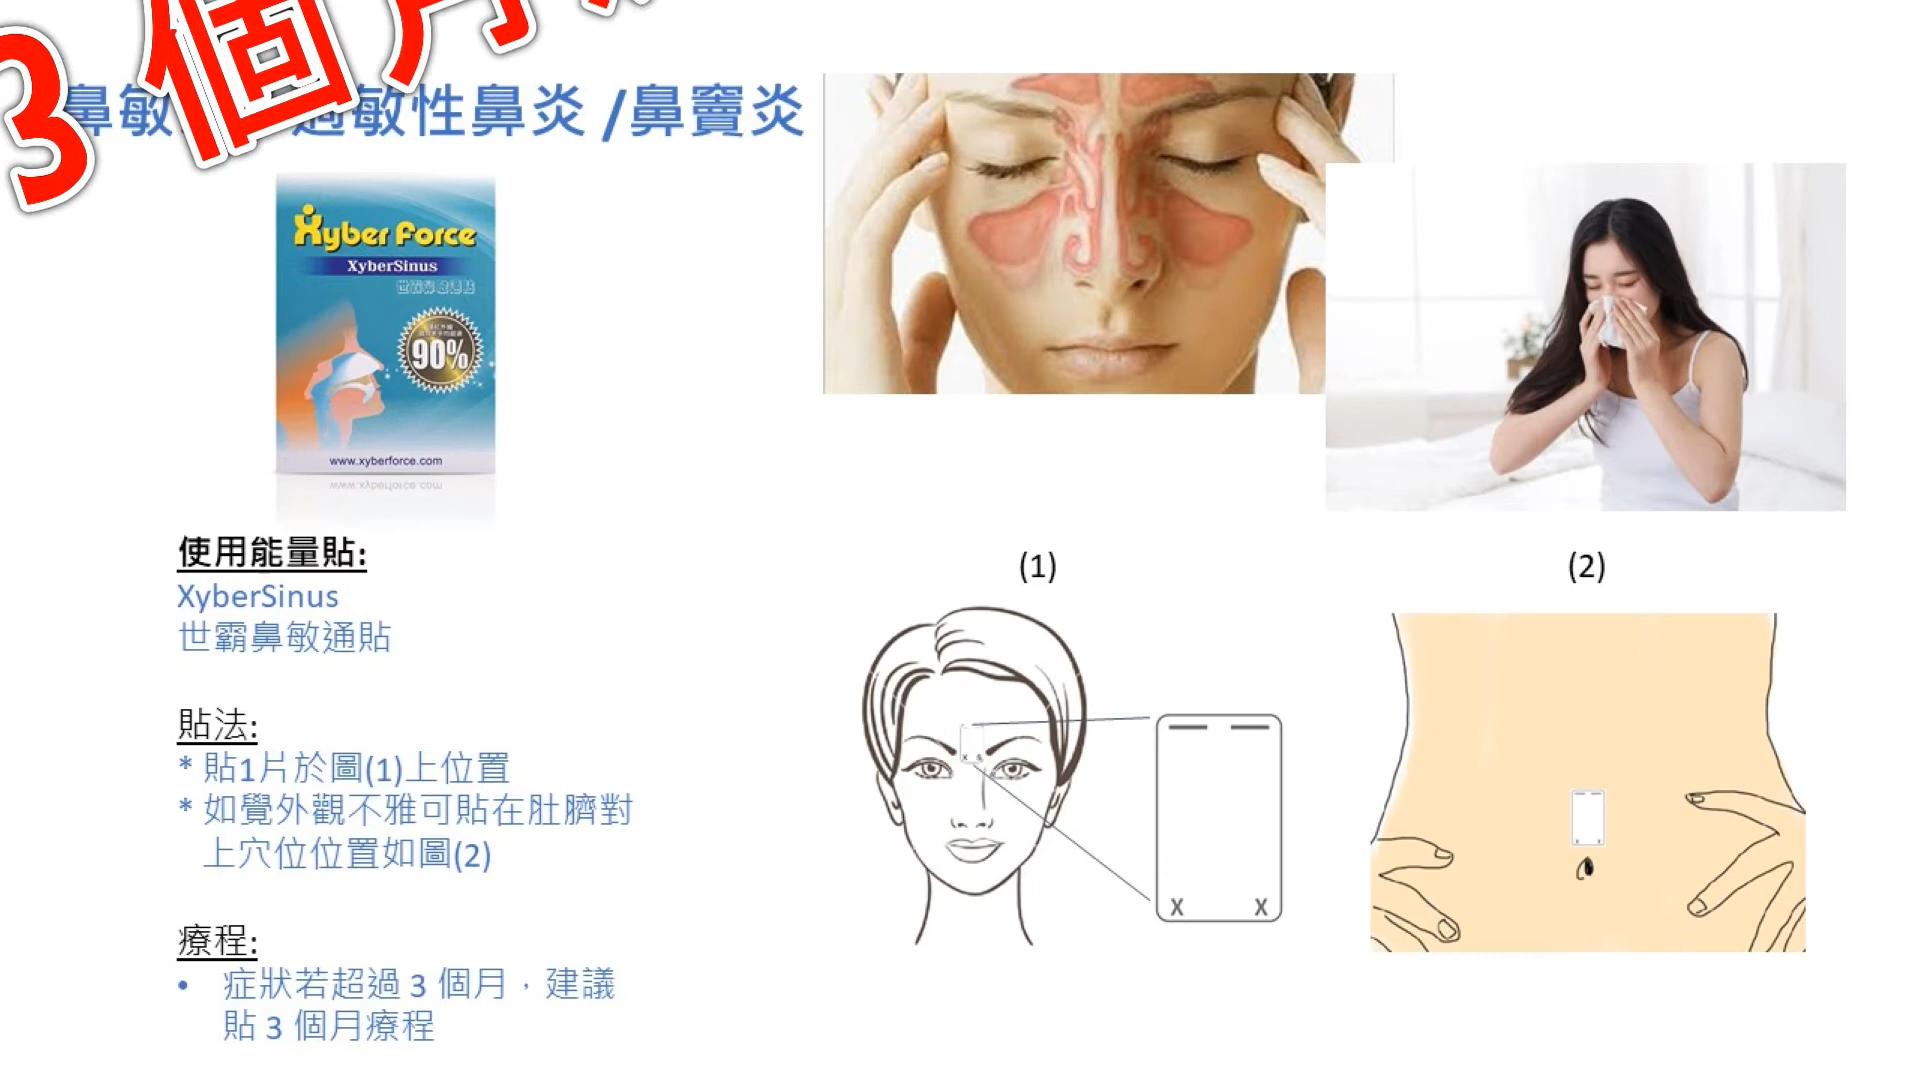 3個月
鼻敏 過敏性鼻炎 /鼻竇炎
Xyber Force
XyberSinus
90%
www.xyberforce.com
使用能量貼:
XyberSinus
世霸鼻敏通貼
貼法:
* 貼1片於圖(1)上位置
* 如覺外觀不雅可貼在肚臍對
上穴位位置如圖(2)
療程:
• 症狀若超過 3 個月，建議
貼 3 個月療程
(1)
X X
(2)